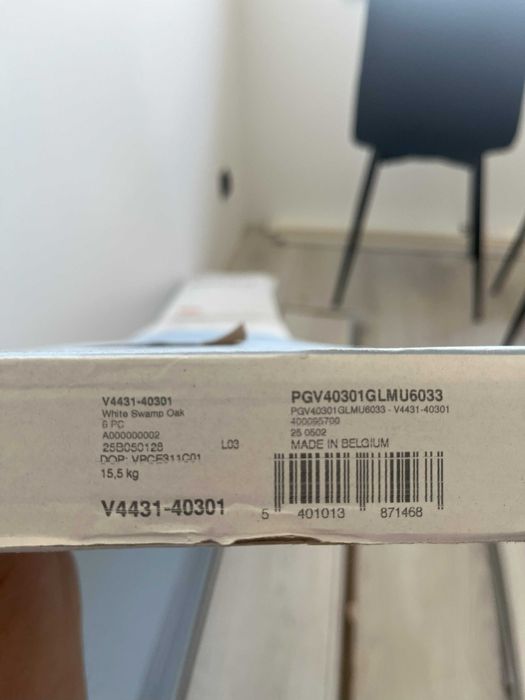 V4431-40301
White Swamp Oak
6 PC
A000000002
25B050128
L03
DOP: VPCE311C01
15,5 kg
V4431-40301
PGV40301GLMU6033
PGV40301GLMU6033 - V4431-40301
400095799
25 0502
MADE IN BELGIUM
5 401013 871468